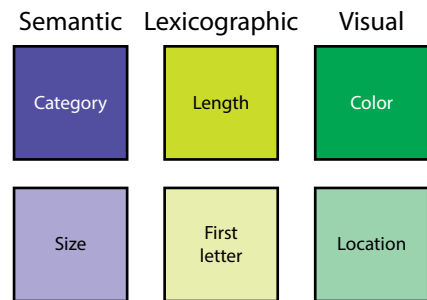 Semantic Lexicographic Visual
Category Length Color
Size First letter Location